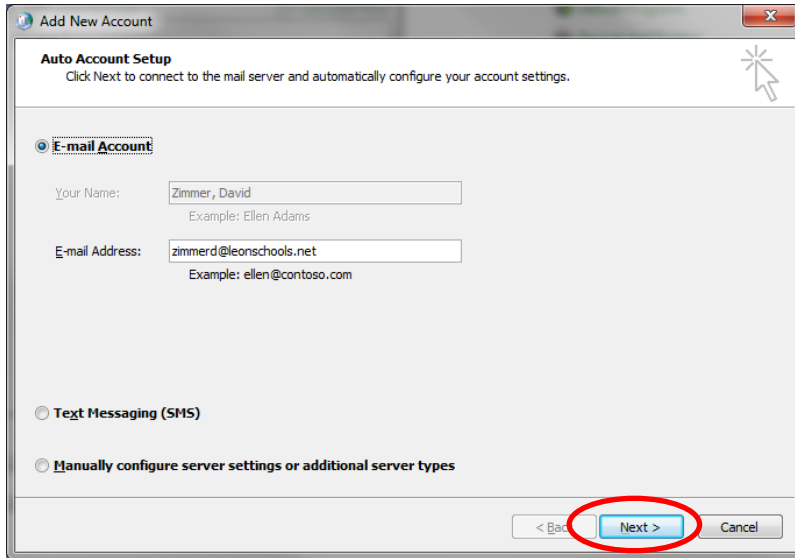 Add New Account
Auto Account Setup
Click Next to connect to the mail server and automatically configure your account settings.
E-mail Account
Your Name: Zimmer, David
Example: Ellen Adams
E-mail Address: zimmerd@leonschools.net
Example: ellen@contoso.com
Text Messaging (SMS)
Manually configure server settings or additional server types
< Bac Next > Cancel